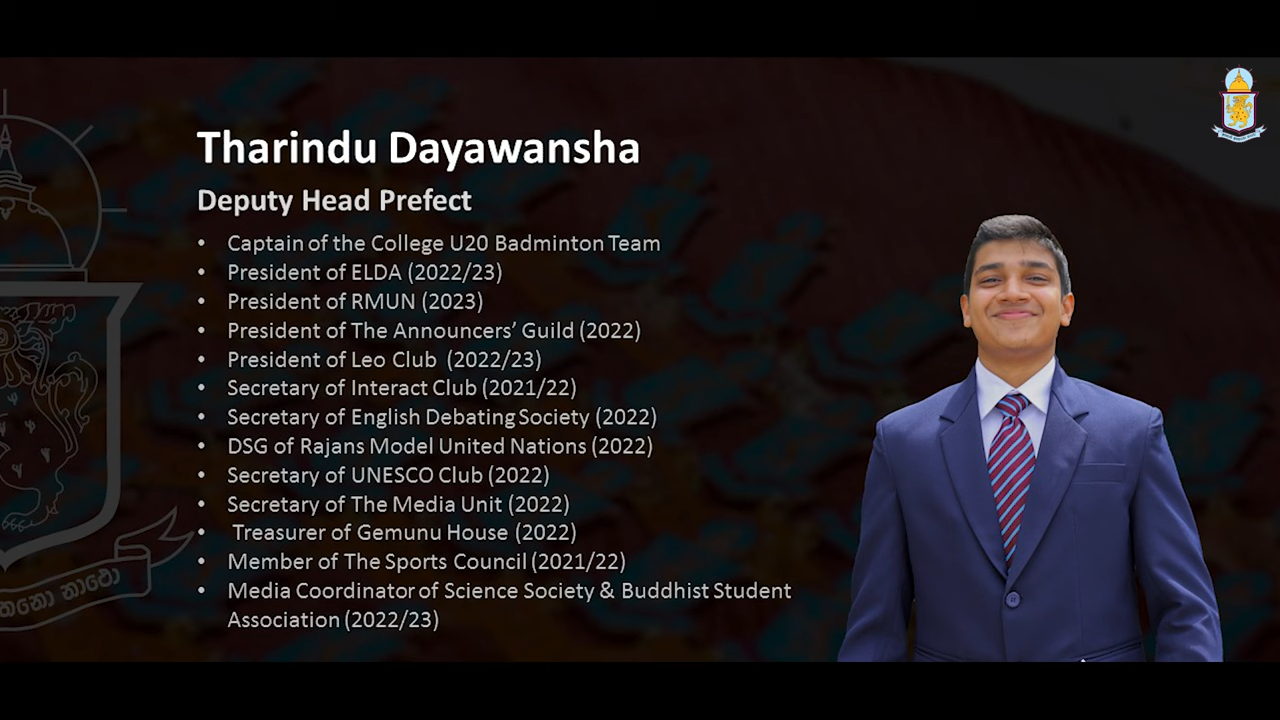 Tharindu Dayawansha
Deputy Head Prefect
• Captain of the College U20 Badminton Team
• President of ELDA (2022/23)
• President of RMUN (2023)
• President of The Announcers’ Guild (2022)
• President of Leo Club (2022/23)
• Secretary of Interact Club (2021/22)
• Secretary of English Debating Society (2022)
• DSG of Rajans Model United Nations (2022)
• Secretary of UNESCO Club (2022)
• Secretary of The Media Unit (2022)
• Treasurer of Gemunu House (2022)
• Member of The Sports Council (2021/22)
• Media Coordinator of Science Society & Buddhist Student
Association (2022/23)
නාථෝ